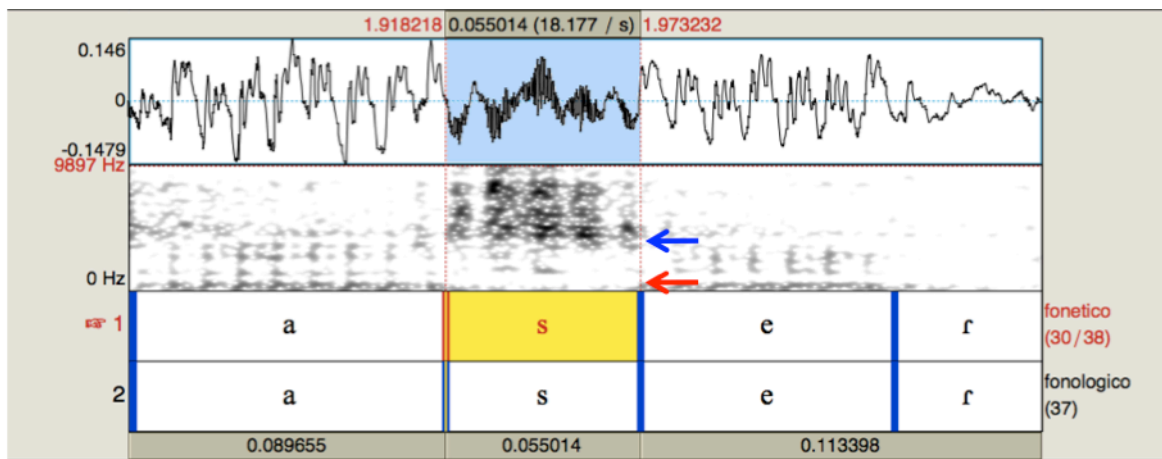 1.918218 0.055014 (18.177 / s) 1.973232
0.146
0
-0.1479
9897 Hz
0 Hz
1 a s e ɾ fonetico
(30/38)
2 a s e ɾ fonologico
(37)
0.089655 0.055014 0.113398